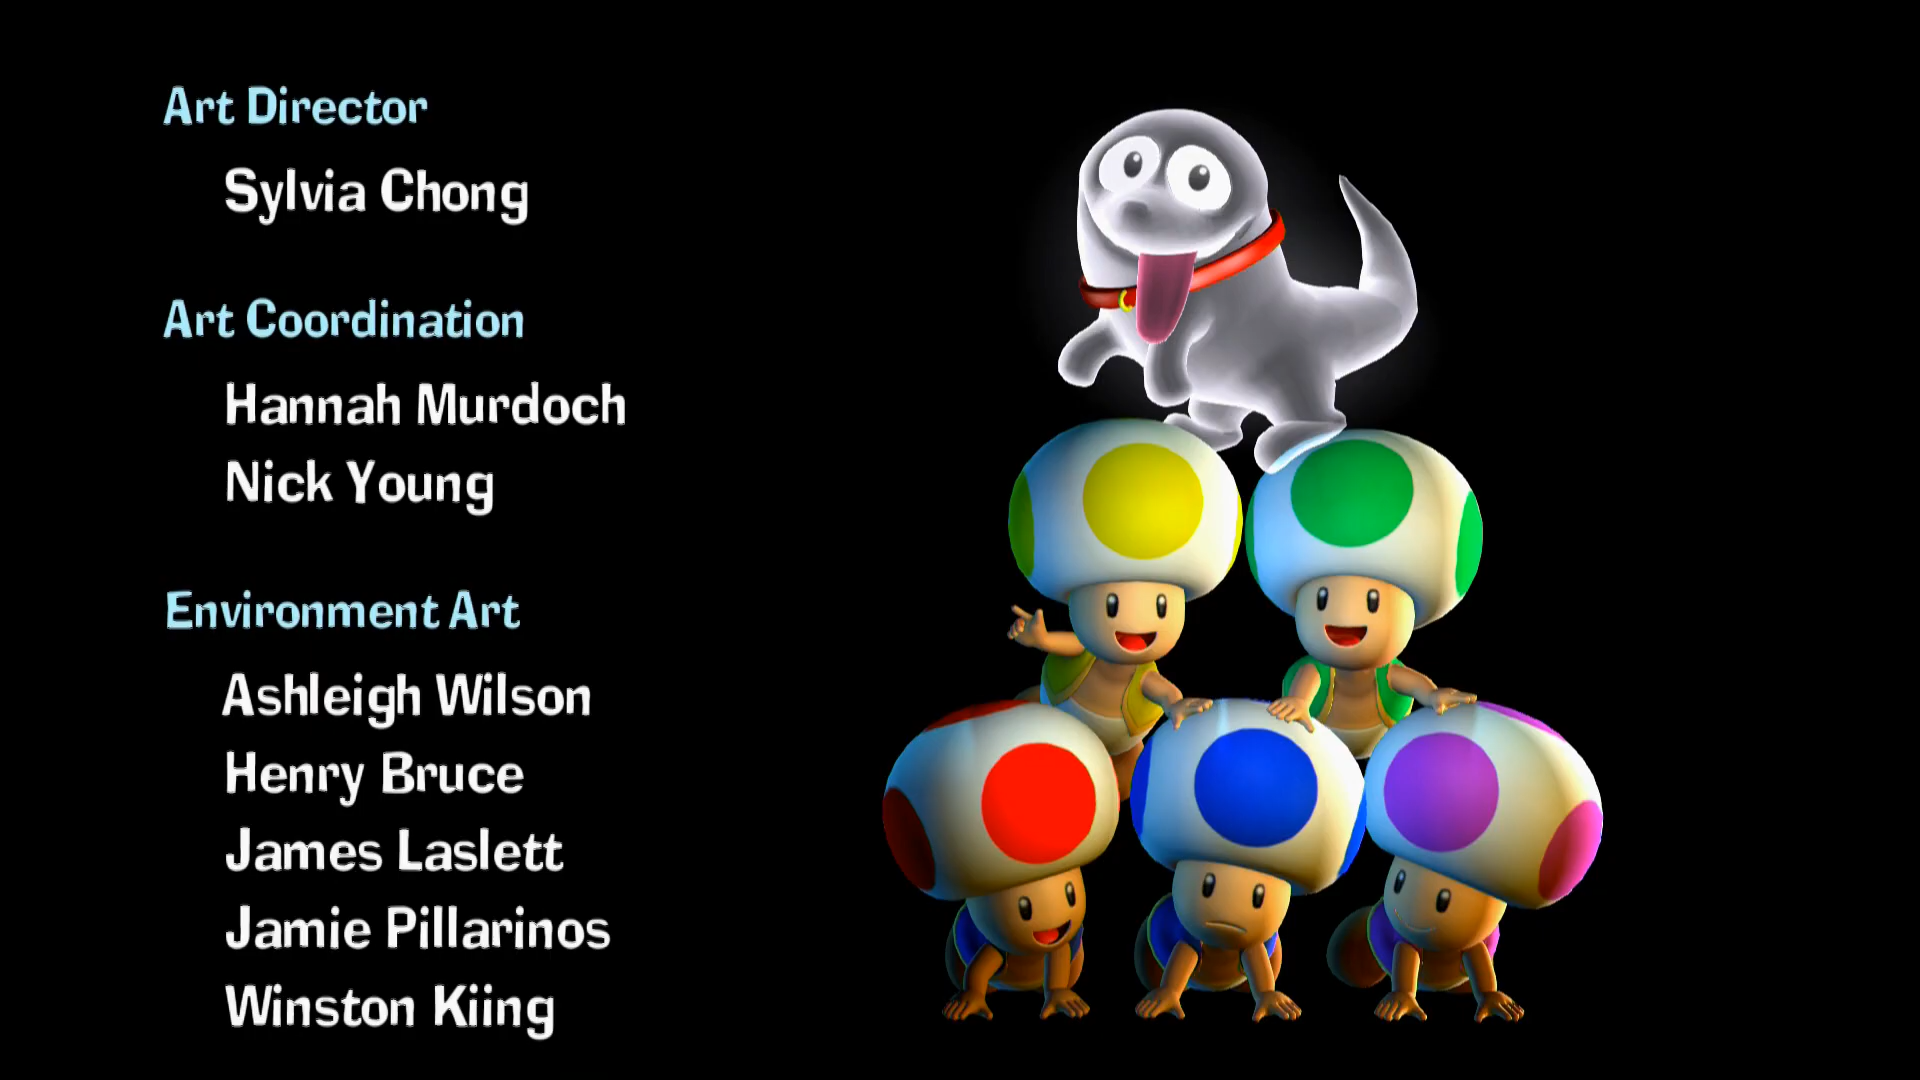 Art Director
Sylvia Chong
Art Coordination
Hannah Murdoch
Nick Young
Environment Art
Ashleigh Wilson
Henry Bruce
James Laslett
Jamie Pillarinos
Winston Kiing